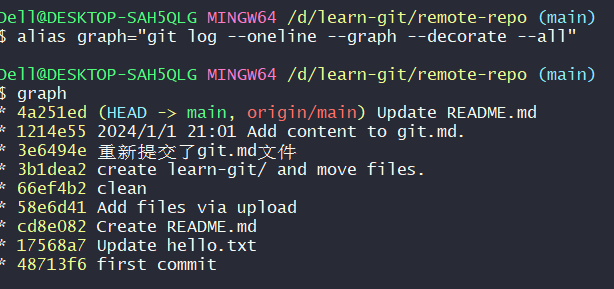 Dell@DESKTOP-SAH5QLG MINGW64 /d/learn-git/remote-repo (main)
$ alias graph="git log --oneline --graph --decorate --all"
Dell@DESKTOP-SAH5QLG MINGW64 /d/learn-git/remote-repo (main)
$ graph
* 4a251ed (HEAD -> main, origin/main) Update README.md
* 1214e55 2024/1/1 21:01 Add content to git.md.
* 3e6494e 重新提交了git.md文件
* 3b1dea2 create learn-git/ and move files.
* 66ef4b2 clean
* 58e6d41 Add files via upload
* cd8e082 Create README.md
* 17568a7 Update hello.txt
* 48713f6 first commit